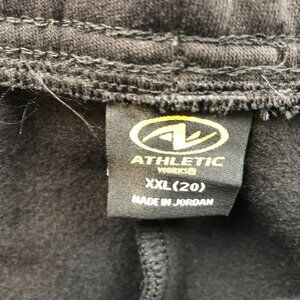 ATHLETIC
WORKS
XXL(20)
MADE IN JORDAN